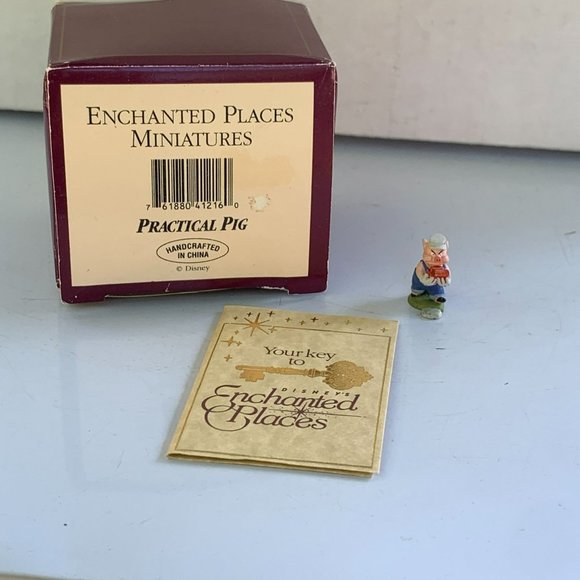 ENCHANTED PLACES
MINIATURES
7 61880 41216 0
PRACTICAL PIG
HANDCRAFTED
IN CHINA
© Disney
Your key
to
DISNEY'S
Enchanted
Places